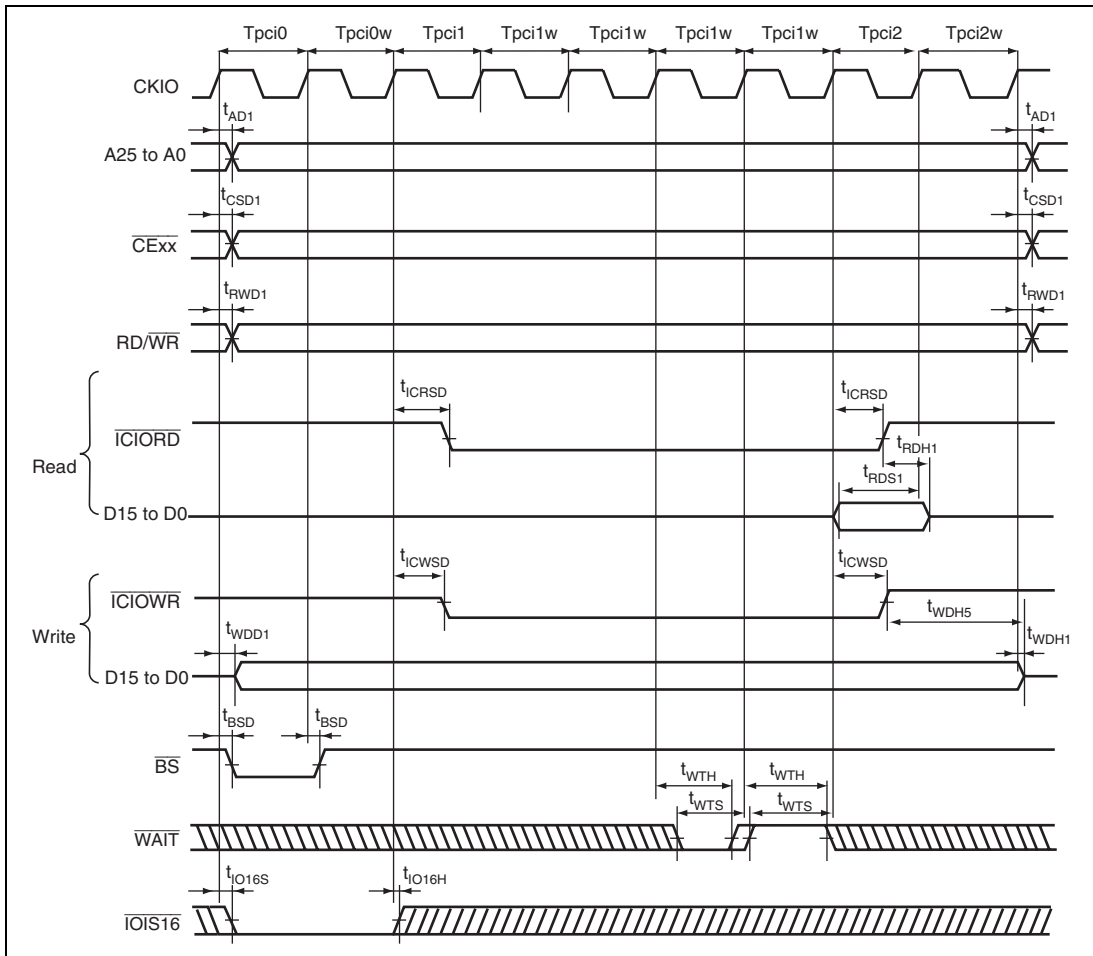 Tpci0 Tpci0w Tpci1 Tpci1w Tpci1w Tpci1w Tpci1w Tpci2 Tpci2w
CKIO
tAD1 tAD1
A25 to A0
tCSD1 tCSD1
CExx
tRWD1 tRWD1
RD/WR
tICRSD tICRSD
ICIORD
tRDH1
Read
tRDS1
D15 to D0
tICWSD tICWSD
ICIOWR
tWDH5
Write
tWDD1 tWDH1
D15 to D0
tBSD tBSD
BS
tWTH tWTH
tWTS tWTS
WAIT
tIO16S tIO16H
IOIS16